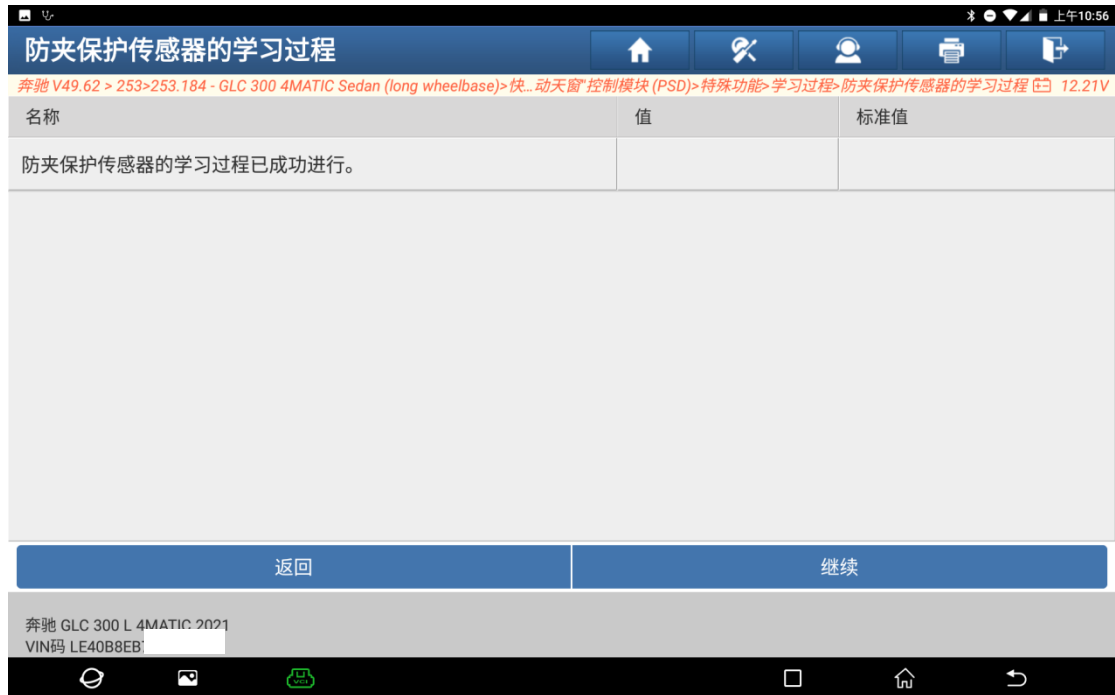 上午10:56
防夹保护传感器的学习过程
奔驰 V49.62 > 253>253.184 - GLC 300 4MATIC Sedan (long wheelbase)>快...动天窗"控制模块 (PSD)>特殊功能>学习过程>防夹保护传感器的学习过程 12.21V
名称 值 标准值
防夹保护传感器的学习过程已成功进行。
返回 继续
奔驰 GLC 300 L 4MATIC 2021
VIN码 LE40B8EB
VCI